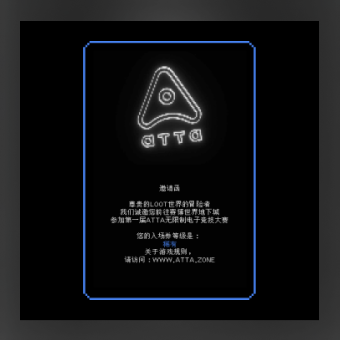 ATTA
邀请函
尊贵的LOOT世界的冒险者
我们诚邀您前往赛博世界地下城
参加第一届ATTA无限制电子竞技大赛
您的入场券等级是：
稀有
关于游戏规则，
请访问：WWW.ATTA.ZONE